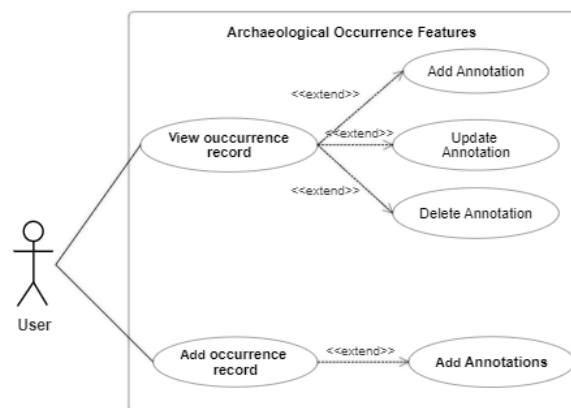 Archaeological Occurrence Features
Add Annotation
<<extend>>
View ouccurrence
record
<<extend>>
Update
Annotation
<<extend>>
Delete Annotation
User
Add occurrence
record
<<extend>>
Add Annotations